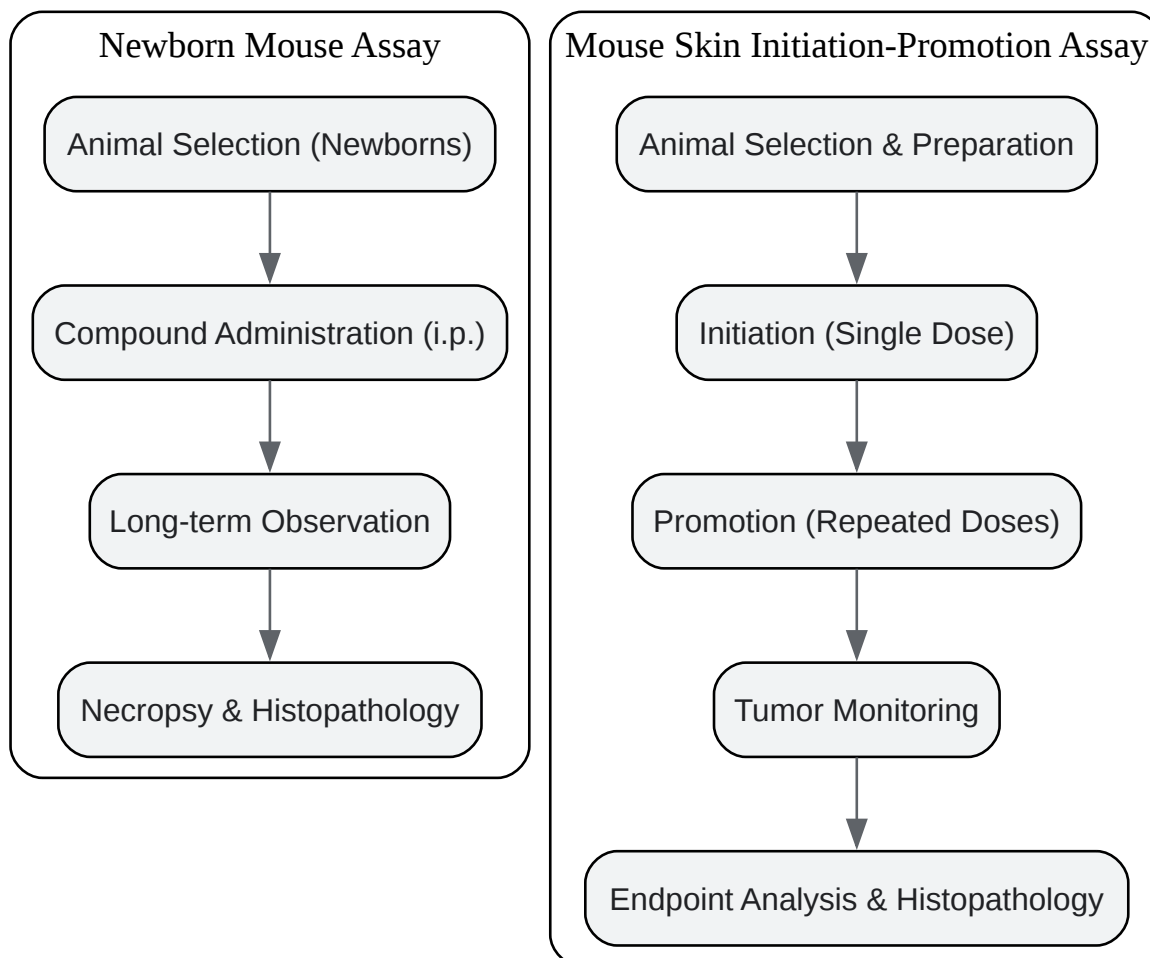 Newborn Mouse Assay
Animal Selection (Newborns)
Compound Administration (i.p.)
Long-term Observation
Necropsy & Histopathology
Mouse Skin Initiation-Promotion Assay
Animal Selection & Preparation
Initiation (Single Dose)
Promotion (Repeated Doses)
Tumor Monitoring
Endpoint Analysis & Histopathology